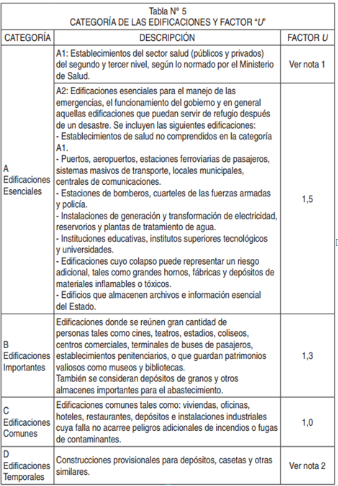 Tabla N° 5
CATEGORÍA DE LAS EDIFICACIONES Y FACTOR “U”
CATEGORÍA
DESCRIPCIÓN
FACTOR U
A
Edificaciones
Esenciales
A1: Establecimientos del sector salud (públicos y privados)
del segundo y tercer nivel, según lo normado por el Ministerio
de Salud.
Ver nota 1
A2: Edificaciones esenciales para el manejo de las
emergencias, el funcionamiento del gobierno y en general
aquellas edificaciones que puedan servir de refugio después
de un desastre. Se incluyen las siguientes edificaciones:
- Establecimientos de salud no comprendidos en la categoría
A1.
- Puertos, aeropuertos, estaciones ferroviarias de pasajeros,
sistemas masivos de transporte, locales municipales,
centrales de comunicaciones.
- Estaciones de bomberos, cuarteles de las fuerzas armadas
y policía.
- Instalaciones de generación y transformación de electricidad,
reservorios y plantas de tratamiento de agua.
- Instituciones educativas, institutos superiores tecnológicos
y universidades.
- Edificaciones cuyo colapso puede representar un riesgo
adicional, tales como grandes hornos, fábricas y depósitos de
materiales inflamables o tóxicos.
- Edificios que almacenen archivos e información esencial
del Estado.
1,5
B
Edificaciones
Importantes
Edificaciones donde se reúnen gran cantidad de
personas tales como cines, teatros, estadios, coliseos,
centros comerciales, terminales de buses de pasajeros,
establecimientos penitenciarios, o que guardan patrimonios
valiosos como museos y bibliotecas.
También se consideran depósitos de granos y otros
almacenes importantes para el abastecimiento.
1,3
C
Edificaciones
Comunes
Edificaciones comunes tales como: viviendas, oficinas,
hoteles, restaurantes, depósitos e instalaciones industriales
cuya falla no acarree peligros adicionales de incendios o fugas
de contaminantes.
1,0
D
Edificaciones
Temporales
Construcciones provisionales para depósitos, casetas y otras
similares.
Ver nota 2